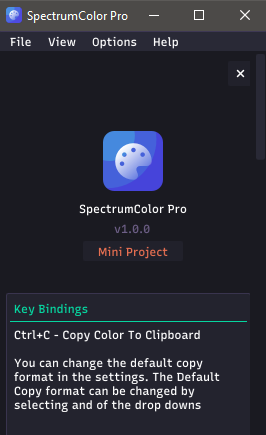 SpectrumColor Pro
File View Options Help
SpectrumColor Pro
v1.0.0
Mini Project
Key Bindings
Ctrl+C - Copy Color To Clipboard
You can change the default copy
format in the settings. The Default
Copy format can be changed by
selecting and of the drop downs